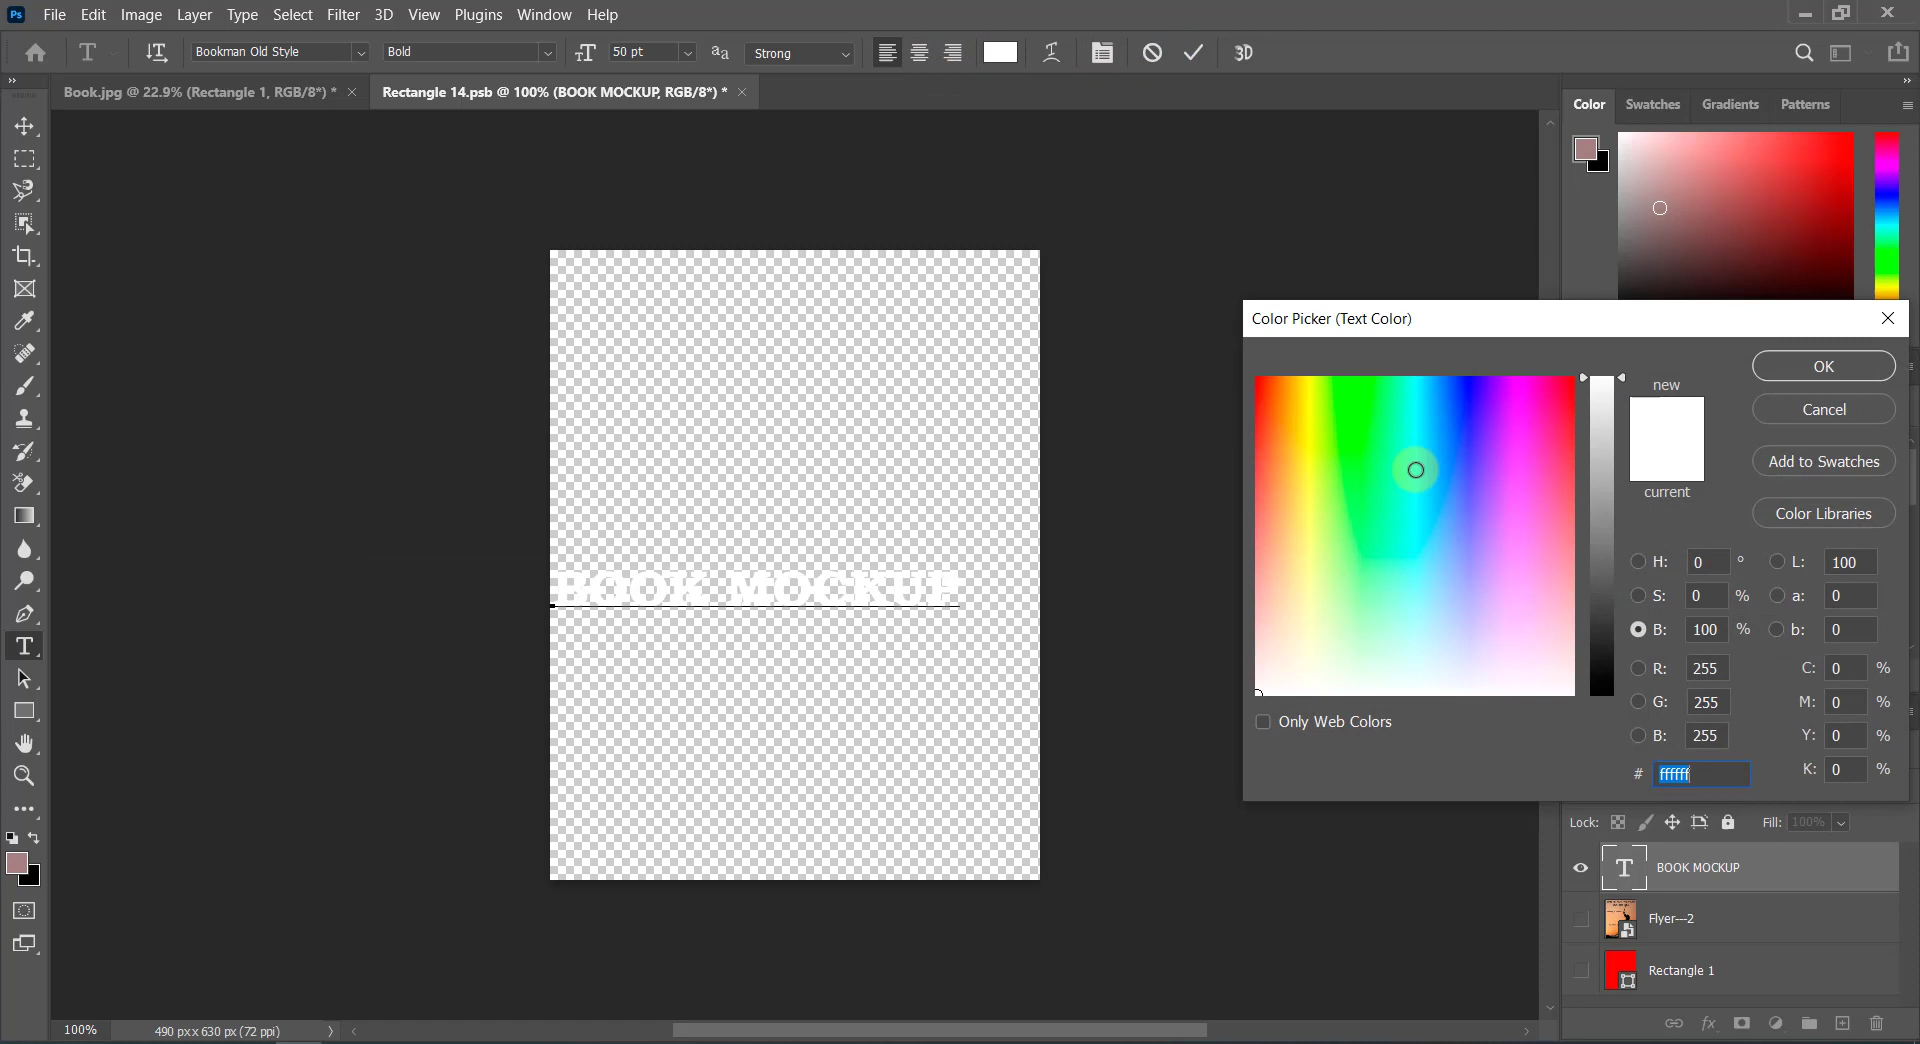 Ps File Edit Image Layer Type Select Filter 3D View Plugins Window Help
Bookman Old Style Bold 50 pt Strong 3D
Book.jpg @ 22.9% (Rectangle 1, RGB/8*) *
Rectangle 14.psb @ 100% (BOOK MOCKUP, RGB/8*) *
Color Swatches Gradients Patterns
BOOK MOCKUP
Color Picker (Text Color)
new
current
OK
Cancel
Add to Swatches
Color Libraries
H: 0 °
S: 0 %
B: 100 %
R: 255
G: 255
B: 255
# ffffff
L: 100
a: 0
b: 0
C: 0 %
M: 0 %
Y: 0 %
K: 0 %
Only Web Colors
Lock: Fill: 100%
BOOK MOCKUP
Flyer---2
Rectangle 1
100% 490 px x 630 px (72 ppi)